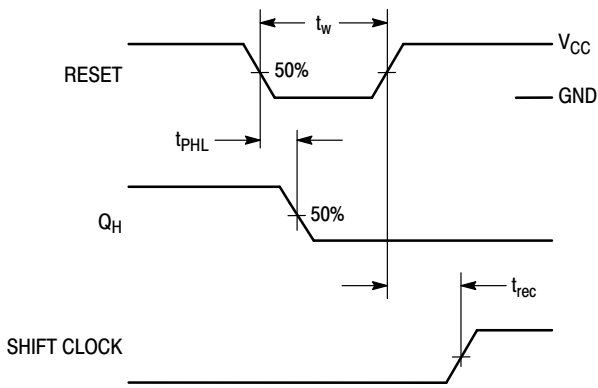 t_w
V_CC
RESET
50%
GND
t_PHL
Q_H
50%
t_rec
SHIFT CLOCK